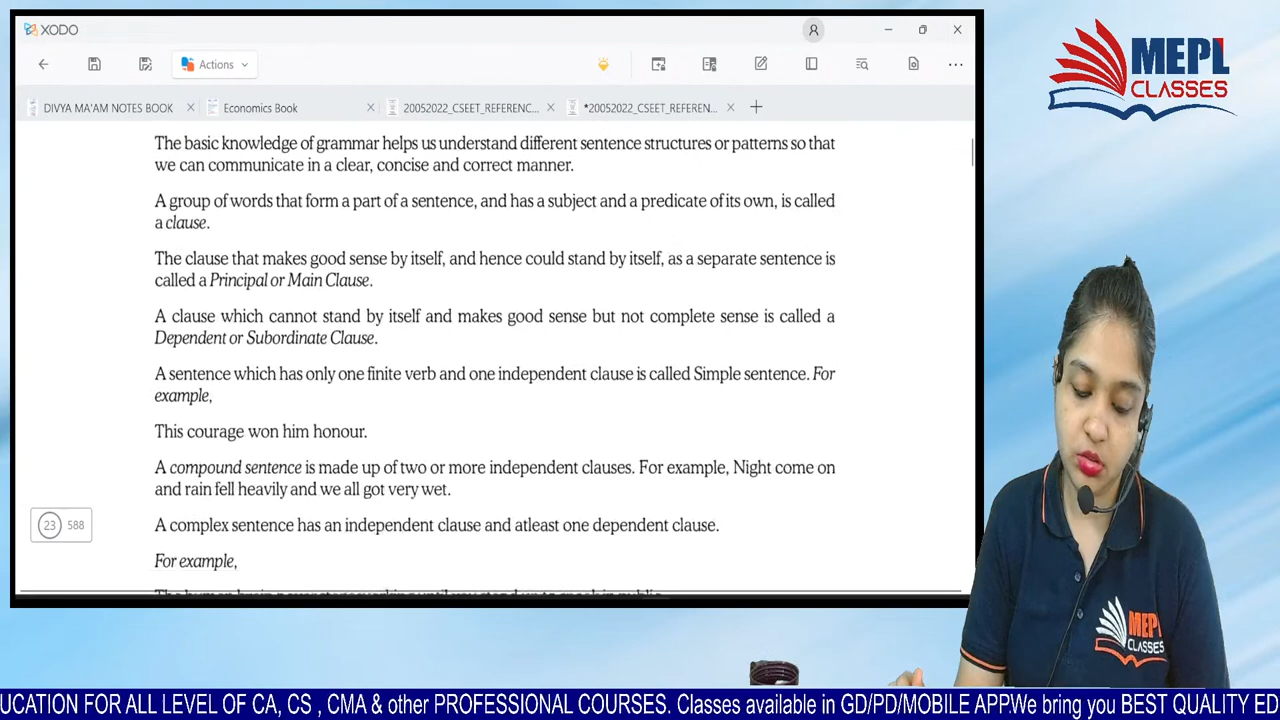 XODO
Actions
DIVYA MA'AM NOTES BOOK
Economics Book
20052022_CSEET_REFERENC...
*20052022_CSEET_REFEREN...
The basic knowledge of grammar helps us understand different sentence structures or patterns so that
we can communicate in a clear, concise and correct manner.
A group of words that form a part of a sentence, and has a subject and a predicate of its own, is called
a clause.
The clause that makes good sense by itself, and hence could stand by itself, as a separate sentence is
called a Principal or Main Clause.
A clause which cannot stand by itself and makes good sense but not complete sense is called a
Dependent or Subordinate Clause.
A sentence which has only one finite verb and one independent clause is called Simple sentence. For
example,
This courage won him honour.
A compound sentence is made up of two or more independent clauses. For example, Night come on
and rain fell heavily and we all got very wet.
A complex sentence has an independent clause and atleast one dependent clause.
For example,
23 588
MEPL
CLASSES
MEPL
CLASSES
UCATION FOR ALL LEVEL OF CA, CS , CMA & other PROFESSIONAL COURSES. Classes available in GD/PD/MOBILE APP.We bring you BEST QUALITY ED